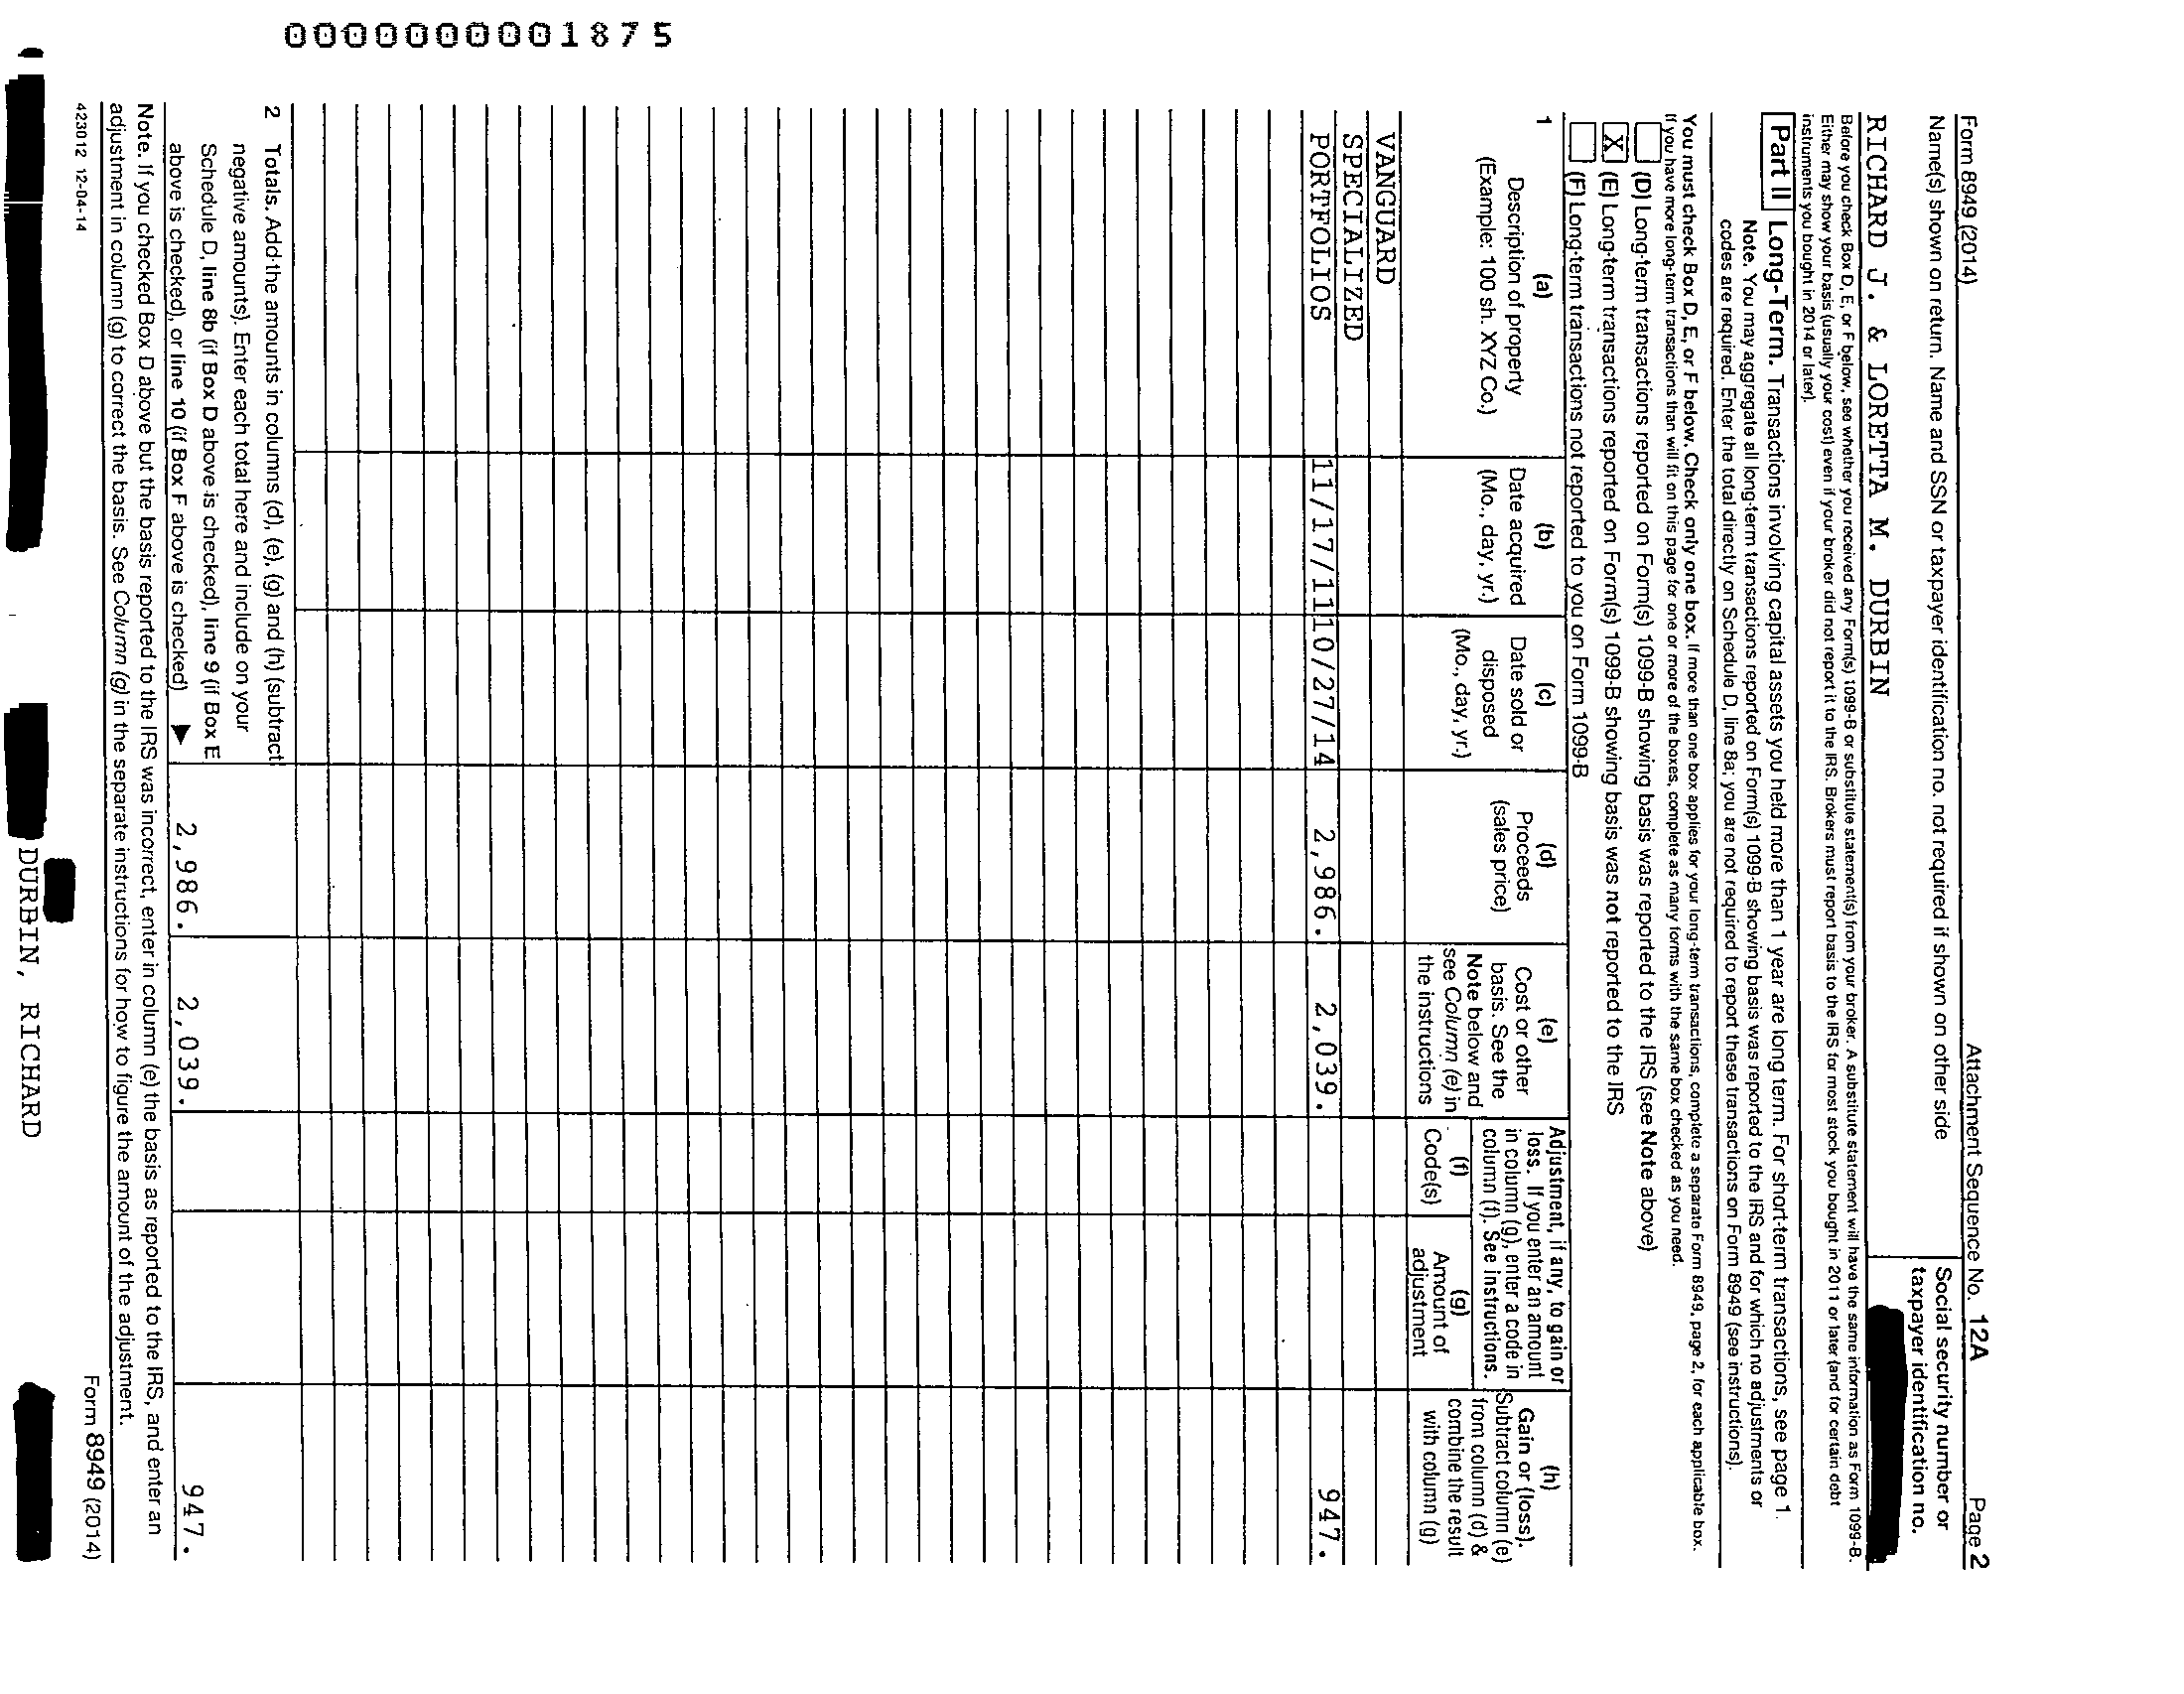 000000001875
Form 8949 (2014) Attachment Sequence No. 12A Page 2
Name(s) shown on return. Name and SSN or taxpayer identification no. not required if shown on other side
Social security number or
taxpayer identification no.
RICHARD J. & LORETTA M. DURBIN
Before you check Box D, E, or F below, see whether you received any Form(s) 1099-B or substitute statement(s) from your broker. A substitute statement will have the same information as Form 1099-B.
Either may show your basis (usually your cost) even if your broker did not report it to the IRS. Brokers must report basis to the IRS for most stock you bought in 2011 or later (and for certain debt
instruments you bought in 2014 or later).
Part II Long-Term. Transactions involving capital assets you held more than 1 year are long term. For short-term transactions, see page 1.
Note. You may aggregate all long-term transactions reported on Form(s) 1099-B showing basis was reported to the IRS and for which no adjustments or
codes are required. Enter the total directly on Schedule D, line 8a; you are not required to report these transactions on Form 8949 (see instructions).
You must check Box D, E, or F below. Check only one box. If more than one box applies for your long-term transactions, complete a separate Form 8949, page 2, for each applicable box.
If you have more long-term transactions than will fit on this page for one or more of the boxes, complete as many forms with the same box checked as you need.
(D) Long-term transactions reported on Form(s) 1099-B showing basis was reported to the IRS (see Note above)
X (E) Long-term transactions reported on Form(s) 1099-B showing basis was not reported to the IRS
(F) Long-term transactions not reported to you on Form 1099-B
1
(a)
Description of property
(Example: 100 sh. XYZ Co.)
(b)
Date acquired
(Mo., day, yr.)
(c)
Date sold or
disposed
(Mo., day, yr.)
(d)
Proceeds
(sales price)
(e)
Cost or other
basis. See the
Note below and
see Column (e) in
the instructions
Adjustment, if any, to gain or
loss. If you enter an amount
in column (g), enter a code in
column (f). See instructions.
(f)
Code(s)
(g)
Amount of
adjustment
(h)
Gain or (loss).
Subtract column (e)
from column (d) &
combine the result
with column (g)
VANGUARD
SPECIALIZED
PORTFOLIOS 11/17/11 10/27/14 2,986. 2,039. 947.
2 Totals. Add the amounts in columns (d), (e), (g) and (h) (subtract
negative amounts). Enter each total here and include on your
Schedule D, line 8b (if Box D above is checked), line 9 (if Box E
above is checked), or line 10 (if Box F above is checked) ▶ 2,986. 2,039. 947.
Note. If you checked Box D above but the basis reported to the IRS was incorrect, enter in column (e) the basis as reported to the IRS, and enter an
adjustment in column (g) to correct the basis. See Column (g) in the separate instructions for how to figure the amount of the adjustment.
423012 12-04-14 Form 8949 (2014)
DURBIN, RICHARD